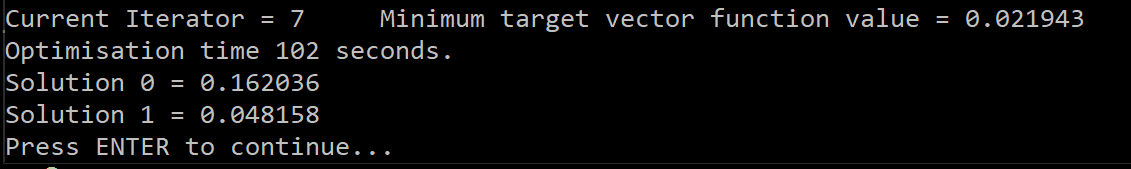 Current Iterator = 7     Minimum target vector function value = 0.021943
Optimisation time 102 seconds.
Solution 0 = 0.162036
Solution 1 = 0.048158
Press ENTER to continue...